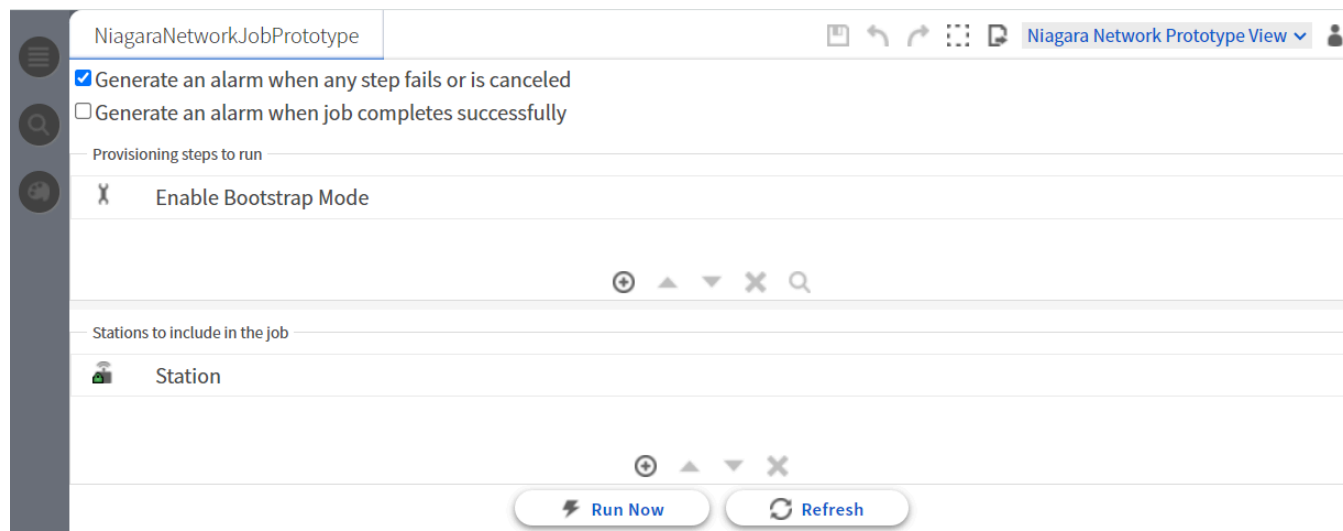 NiagaraNetworkJobPrototype
Niagara Network Prototype View
Generate an alarm when any step fails or is canceled
Generate an alarm when job completes successfully
Provisioning steps to run
Enable Bootstrap Mode
Stations to include in the job
Station
Run Now
Refresh